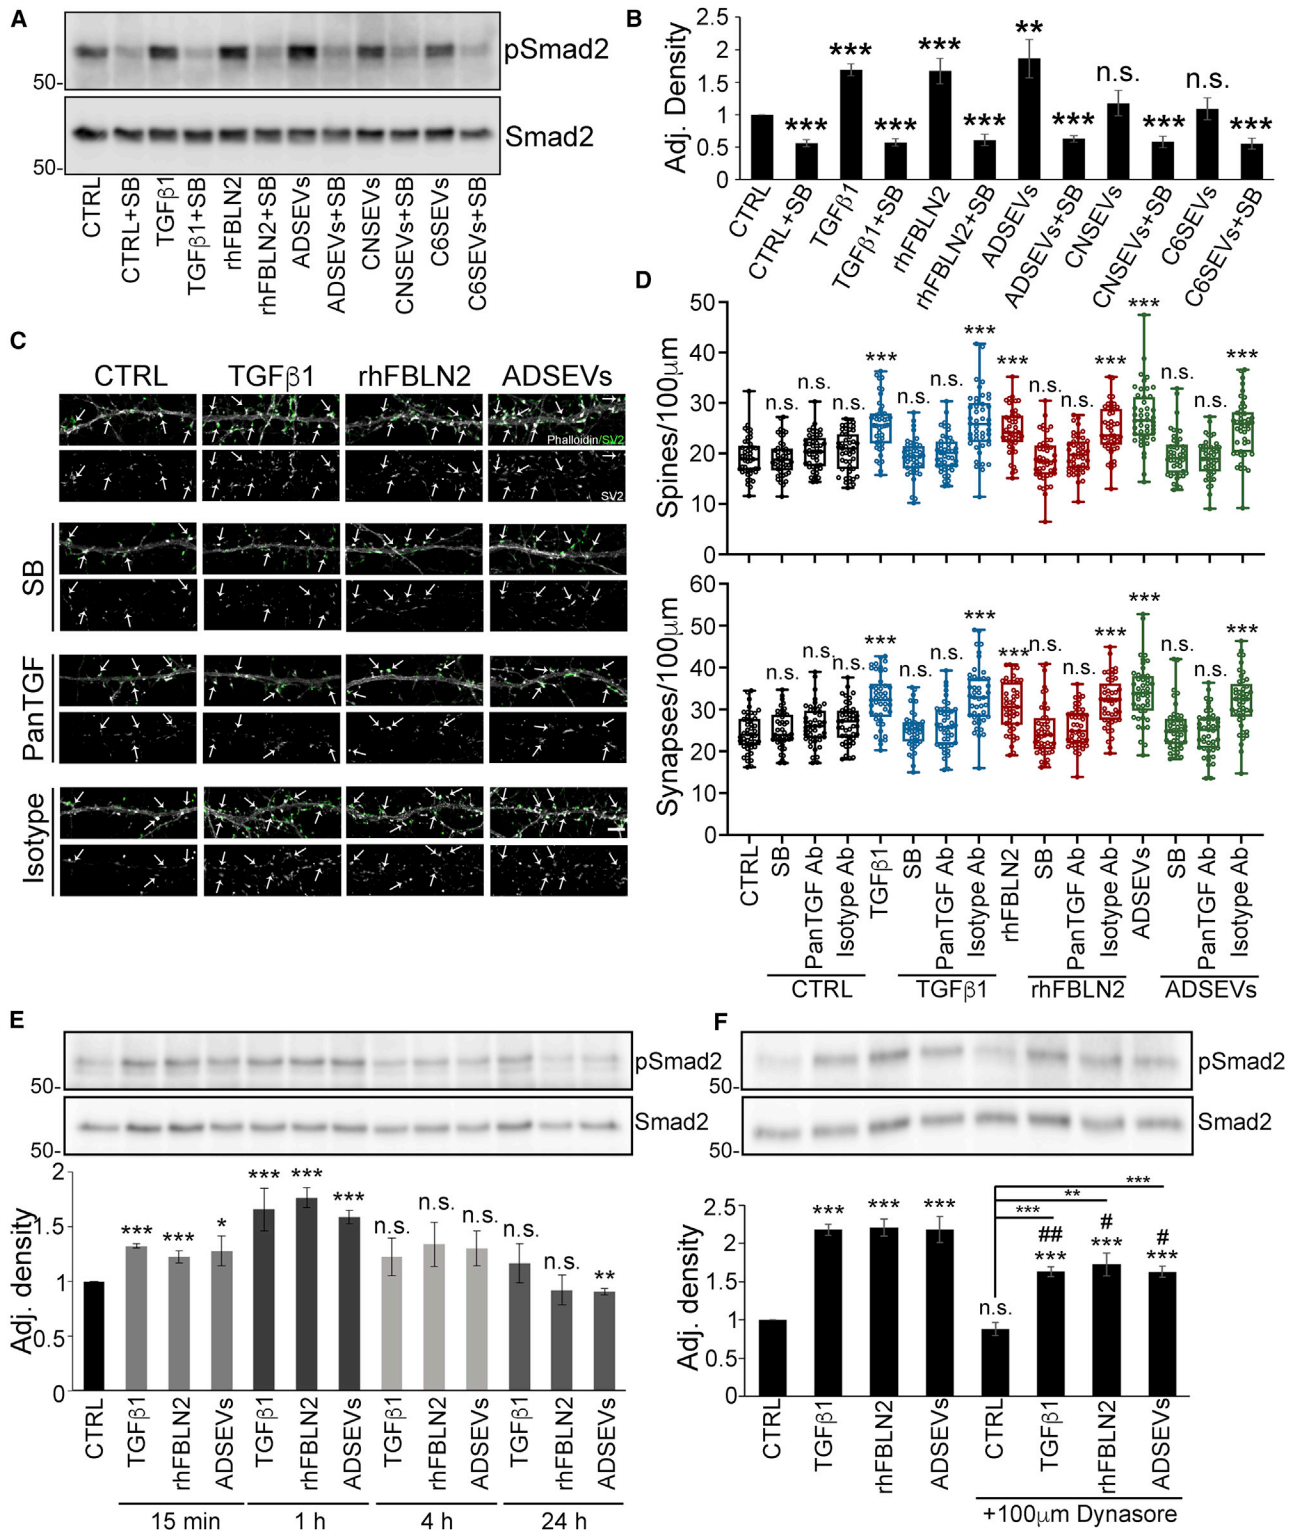 A
pSmad2
50-
Smad2
50-
CTRL
CTRL+SB
TGFβ1
TGFβ1+SB
rhFBLN2
rhFBLN2+SB
ADSEVs
ADSEVs+SB
CNSEVs
CNSEVs+SB
C6SEVs
C6SEVs+SB
B
Adj. Density
2.5
2
1.5
1
0.5
0
*** *** *** *** *** ** *** n.s. *** n.s. ***
CTRL
CTRL+SB
TGFβ1
TGFβ1+SB
rhFBLN2
rhFBLN2+SB
ADSEVs
ADSEVs+SB
CNSEVs
CNSEVs+SB
C6SEVs
C6SEVs+SB
C
CTRL TGFβ1 rhFBLN2 ADSEVs
Phalloidin/SV2
SV2
SB
PanTGF
Isotype
D
Spines/100μm
50
40
30
20
10
0
n.s. n.s. n.s. *** n.s. n.s. *** *** n.s. n.s. *** *** n.s. n.s. ***
Synapses/100μm
60
50
40
30
20
10
0
n.s. n.s. n.s. *** n.s. n.s. *** *** n.s. n.s. *** *** n.s. n.s. ***
CTRL
SB
PanTGF Ab
Isotype Ab
TGFβ1
SB
PanTGF Ab
Isotype Ab
rhFBLN2
SB
PanTGF Ab
Isotype Ab
ADSEVs
SB
PanTGF Ab
Isotype Ab
CTRL TGFβ1 rhFBLN2 ADSEVs
E
pSmad2
50-
Smad2
50-
Adj. density
2
1.5
1
0.5
0
*** *** * *** *** *** n.s. n.s. n.s. n.s. n.s. **
CTRL
TGFβ1
rhFBLN2
ADSEVs
TGFβ1
rhFBLN2
ADSEVs
TGFβ1
rhFBLN2
ADSEVs
TGFβ1
rhFBLN2
ADSEVs
15 min 1 h 4 h 24 h
F
pSmad2
50-
Smad2
50-
Adj. density
2.5
2
1.5
1
0.5
0
***
**
***
## # #
*** *** *** n.s. *** *** ***
CTRL
TGFβ1
rhFBLN2
ADSEVs
CTRL
TGFβ1
rhFBLN2
ADSEVs
+100μm Dynasore